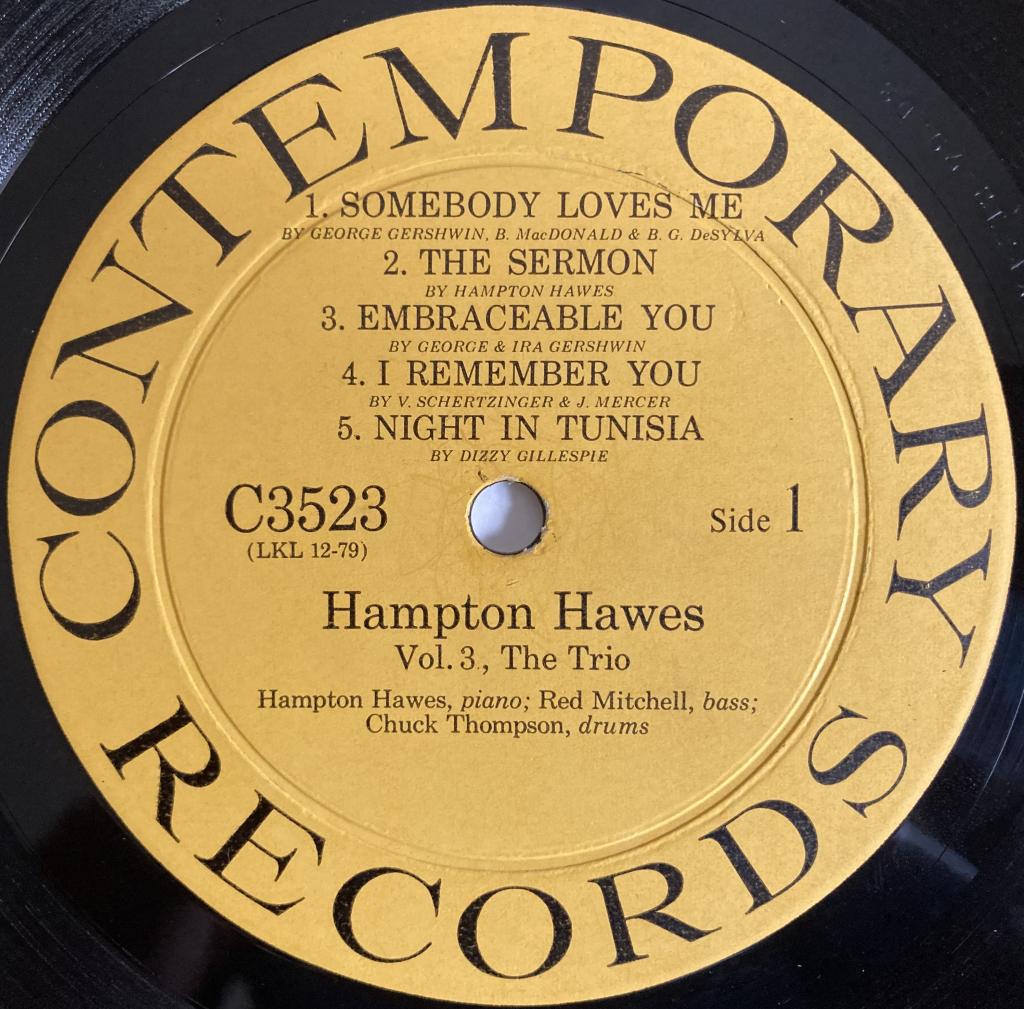 CONTEMPORARY
1. SOMEBODY LOVES ME
BY GEORGE GERSHWIN, B. MacDONALD & B. G. DeSYLVA
2. THE SERMON
BY HAMPTON HAWES
3. EMBRACEABLE YOU
BY GEORGE & IRA GERSHWIN
4. I REMEMBER YOU
BY V. SCHERTZINGER & J. MERCER
5. NIGHT IN TUNISIA
BY DIZZY GILLESPIE
C3523
(LKL 12-79)
Side 1
Hampton Hawes
Vol. 3., The Trio
Hampton Hawes, piano; Red Mitchell, bass;
Chuck Thompson, drums
RECORDS